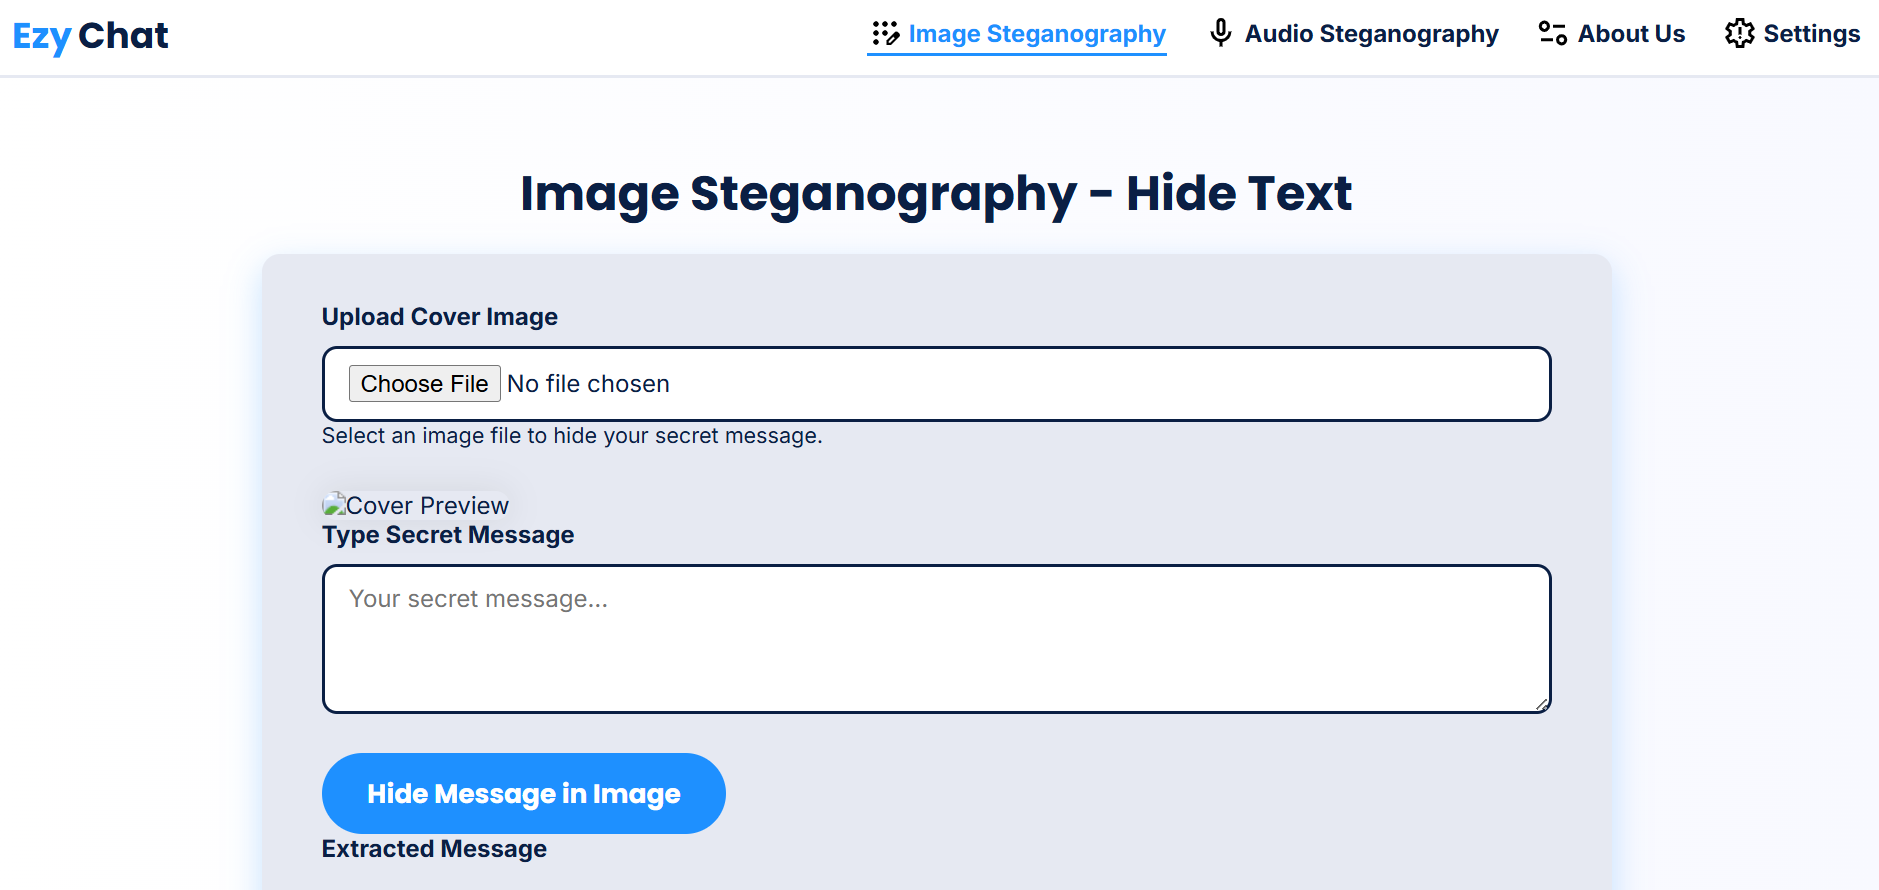 Ezy Chat
Image Steganography
Audio Steganography
About Us
Settings
Image Steganography - Hide Text
Upload Cover Image
Choose File No file chosen
Select an image file to hide your secret message.
Cover Preview
Type Secret Message
Your secret message...
Hide Message in Image
Extracted Message